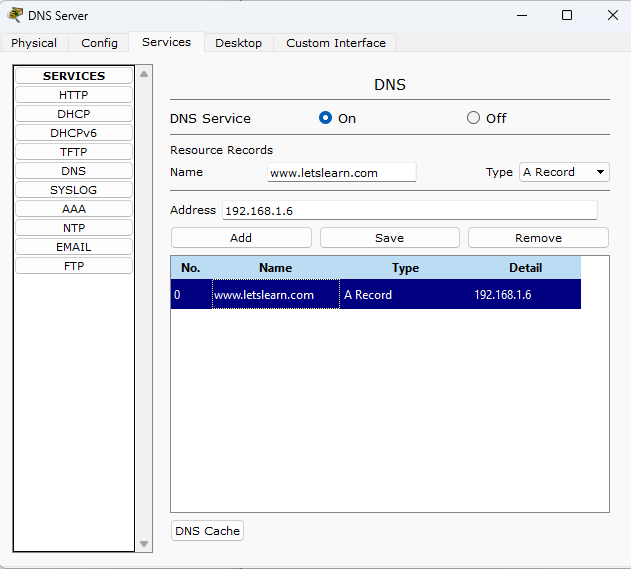 DNS Server
Physical Config Services Desktop Custom Interface
SERVICES
HTTP
DHCP
DHCPv6
TFTP
DNS
SYSLOG
AAA
NTP
EMAIL
FTP
DNS
DNS Service On Off
Resource Records
Name www.letslearn.com Type A Record
Address 192.168.1.6
Add Save Remove
No. Name Type Detail
0 www.letslearn.com A Record 192.168.1.6
DNS Cache